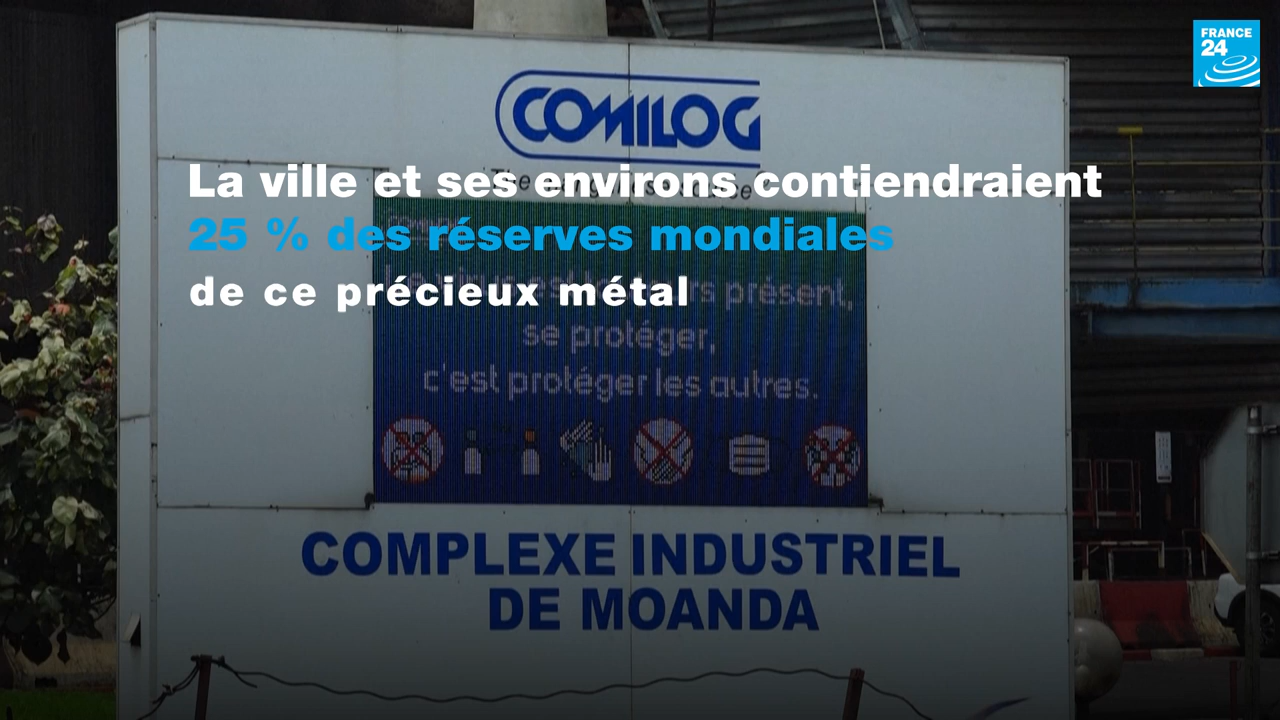 FRANCE
24
COMILOG
La ville et ses environs contiendraient
25 % des réserves mondiales
de ce précieux métal
présent,
se protéger,
c'est protéger les autres.
COMPLEXE INDUSTRIEL
DE MOANDA